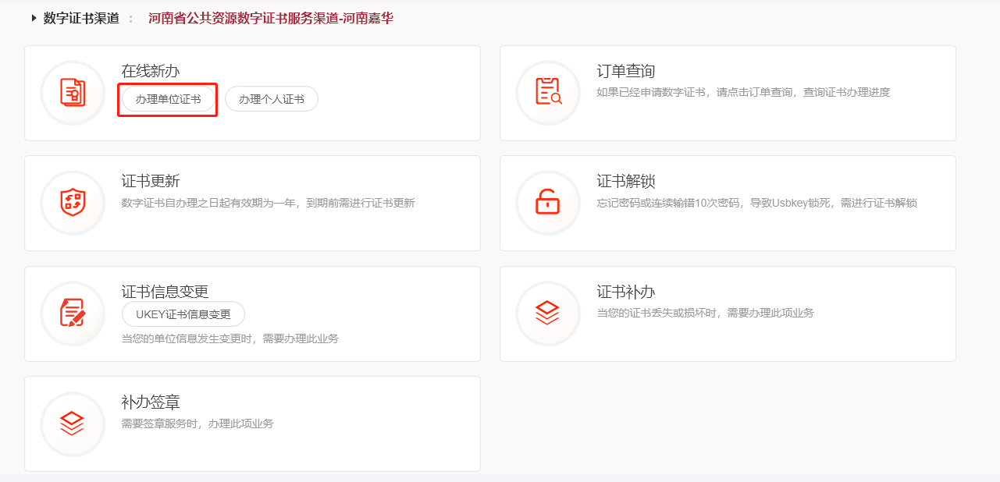 数字证书渠道 : 河南省公共资源数字证书服务渠道-河南嘉华
在线新办
办理单位证书 办理个人证书
订单查询
如果已经申请数字证书，请点击订单查询，查询证书办理进度
证书更新
数字证书自办理之日起有效期为一年，到期前需进行证书更新
证书解锁
忘记密码或连续输错10次密码，导致Usbkey锁死，需进行证书解锁
证书信息变更
UKEY证书信息变更
当您的单位信息发生变更时，需要办理此业务
证书补办
当您的证书丢失或损坏时，需要办理此项业务
补办签章
需要签章服务时，办理此项业务